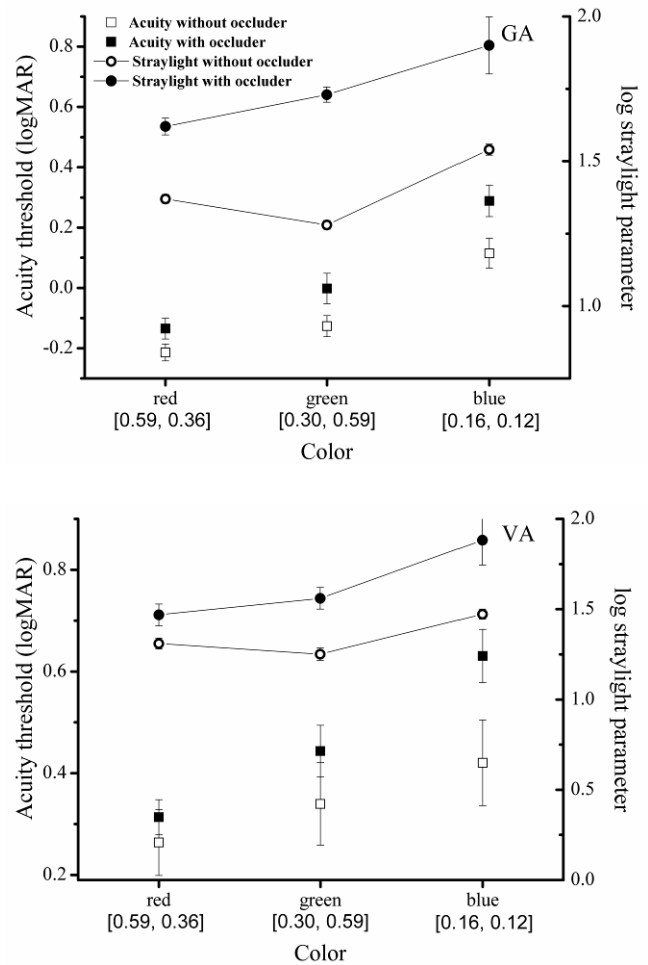 Acuity without occluder
Acuity with occluder
Straylight without occluder
Straylight with occluder
GA
Acuity threshold (logMAR)
0.8
0.6
0.4
0.2
0.0
-0.2
2.0
1.5
1.0
log straylight parameter
red
green
blue
[0.59, 0.36]
[0.30, 0.59]
[0.16, 0.12]
Color
VA
Acuity threshold (logMAR)
0.8
0.6
0.4
0.2
2.0
1.5
1.0
0.5
0.0
log straylight parameter
red
green
blue
[0.59, 0.36]
[0.30, 0.59]
[0.16, 0.12]
Color